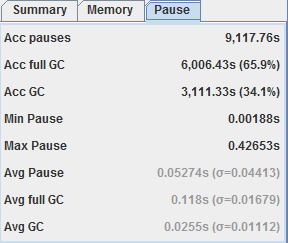 Summary Memory Pause
Acc pauses 9,117.76s
Acc full GC 6,006.43s (65.9%)
Acc GC 3,111.33s (34.1%)
Min Pause 0.00188s
Max Pause 0.42653s
Avg Pause 0.05274s (σ=0.04413)
Avg full GC 0.118s (σ=0.01679)
Avg GC 0.0255s (σ=0.01112)